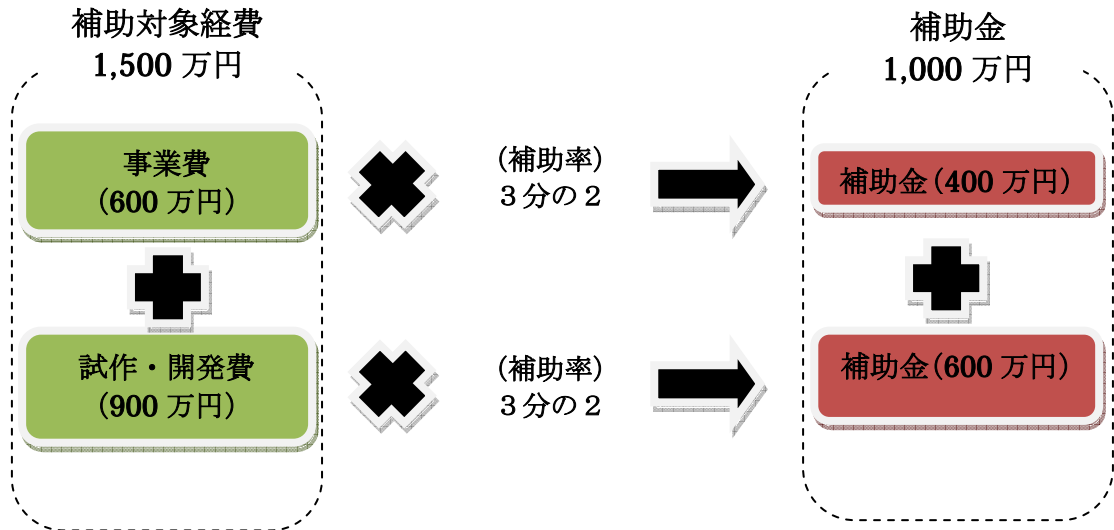 補助対象経費
1,500 万円
補助金
1,000 万円
事業費
(600 万円)
(補助率)
3分の2
補助金(400 万円)
試作・開発費
(900 万円)
(補助率)
3分の2
補助金(600 万円)